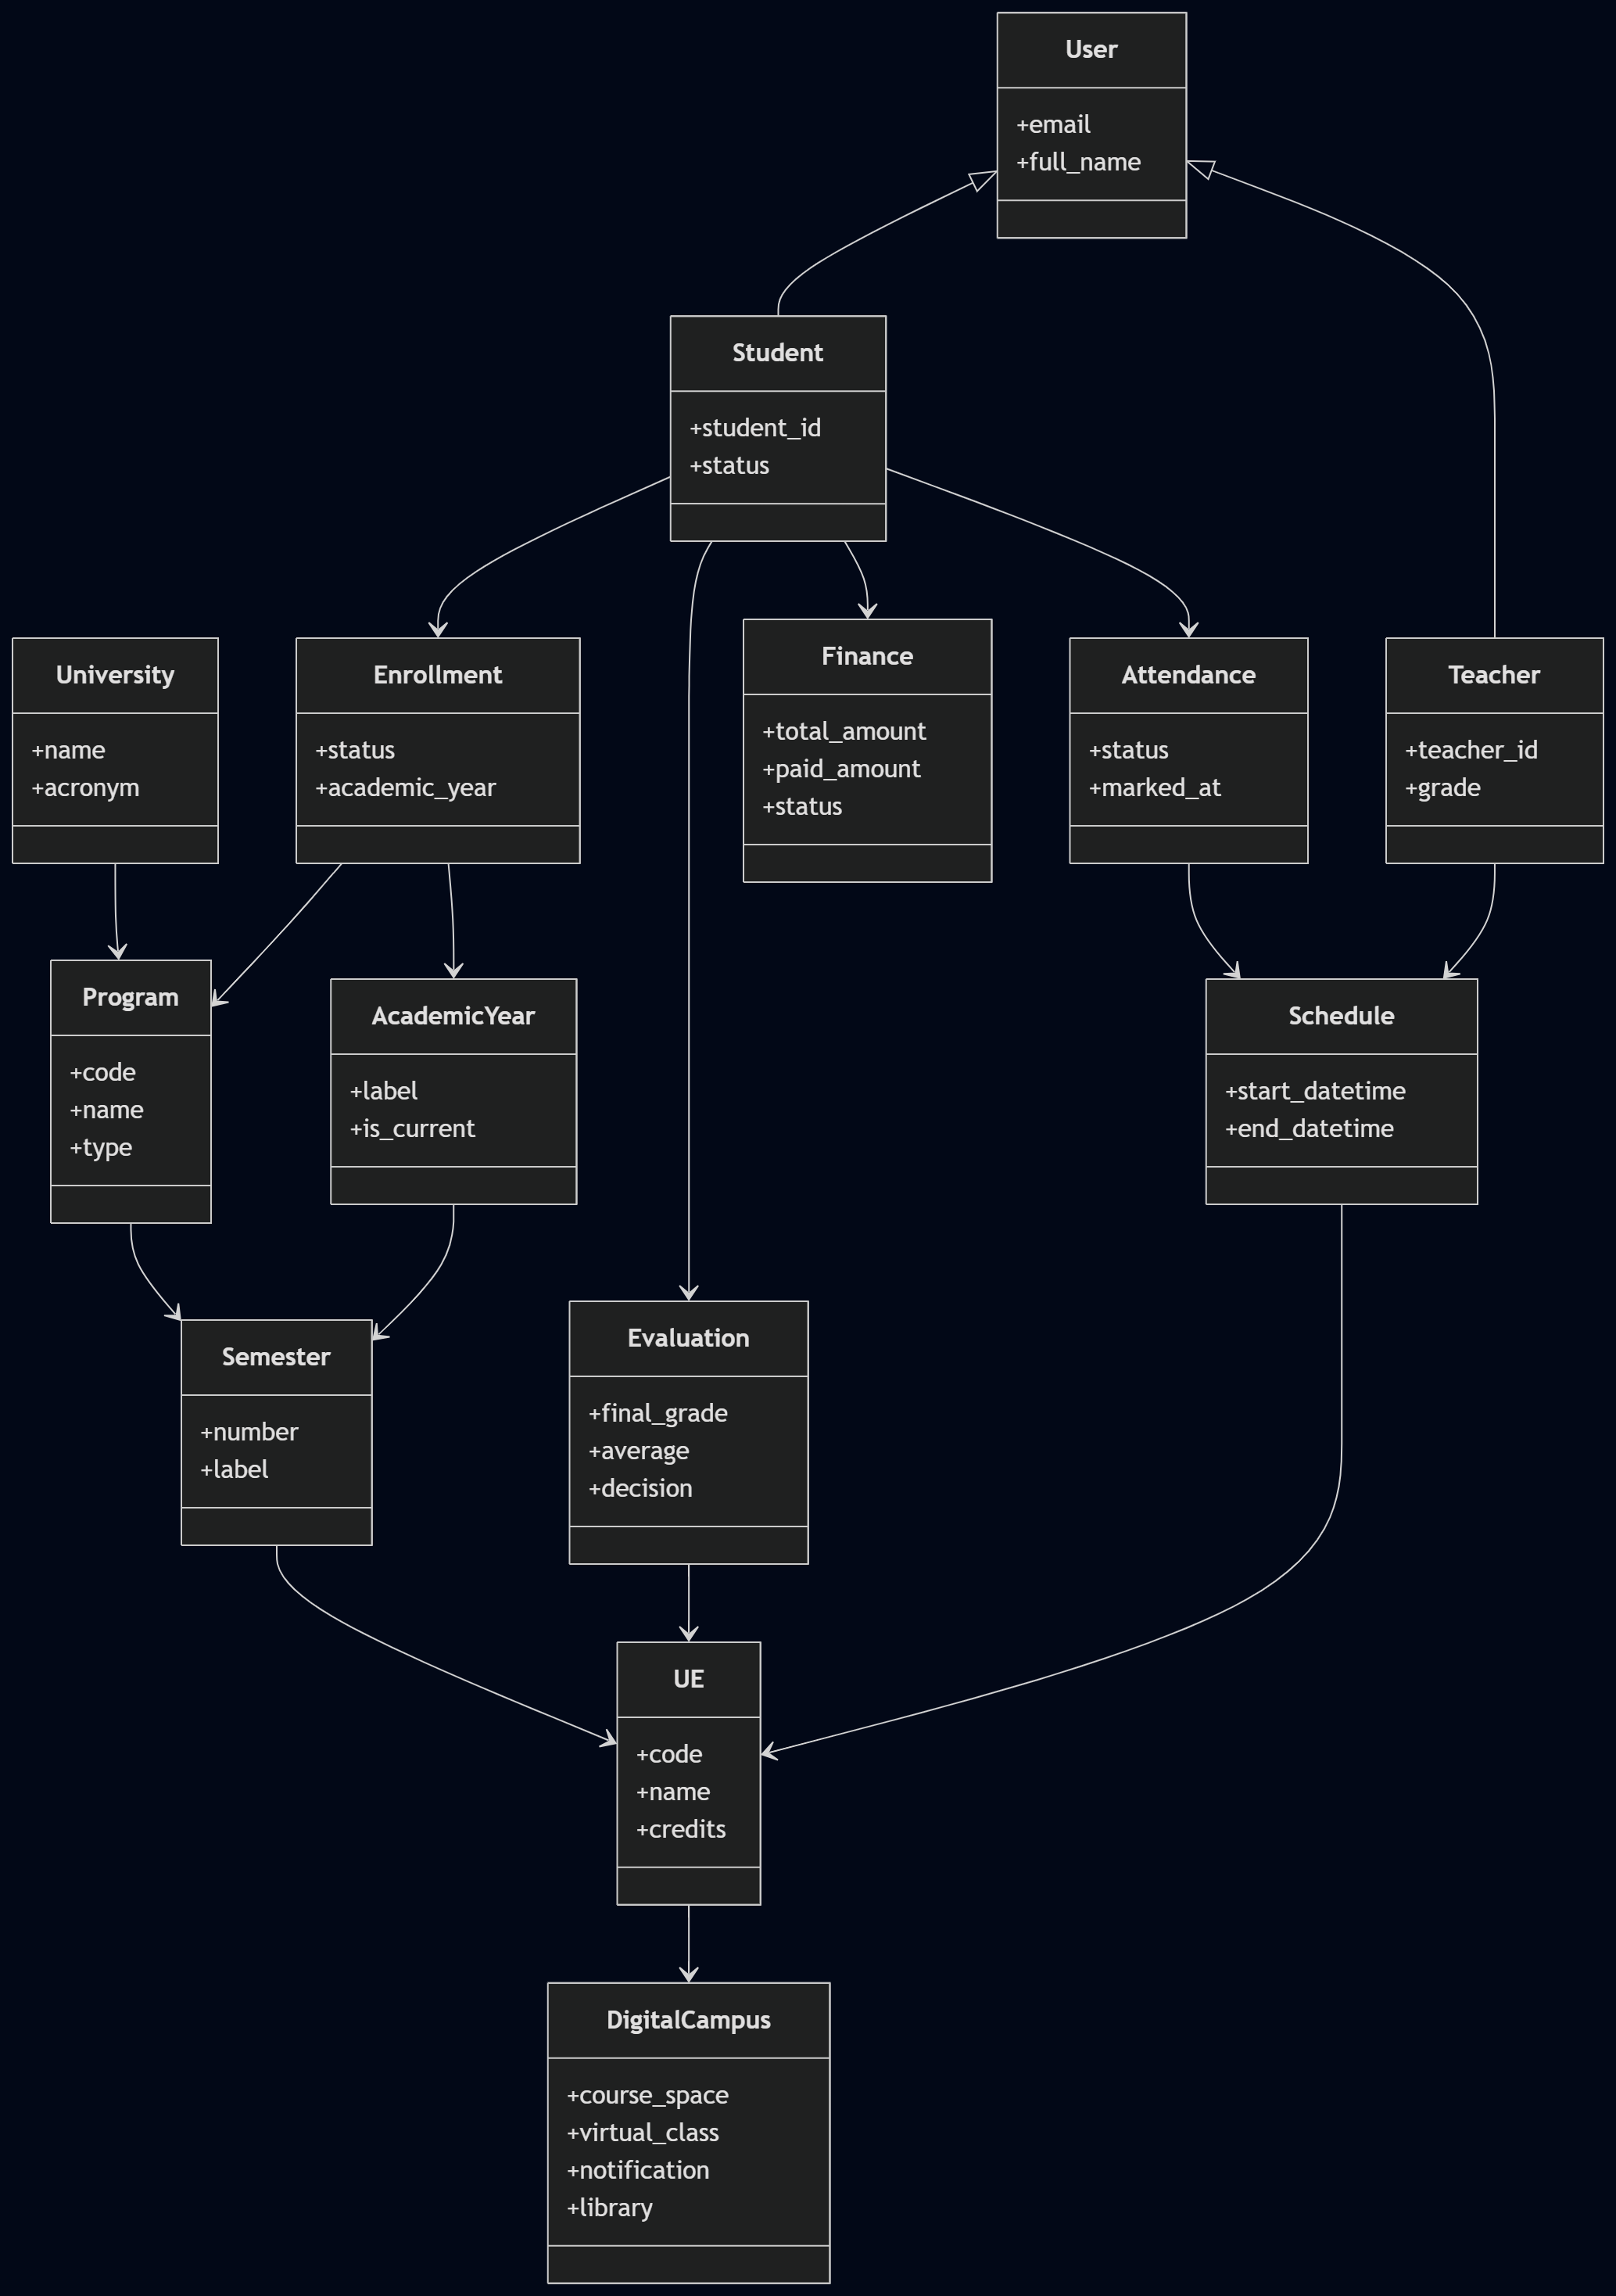 User
+email
+full_name
Student
+student_id
+status
University
+name
+acronym
Enrollment
+status
+academic_year
Finance
+total_amount
+paid_amount
+status
Attendance
+status
+marked_at
Teacher
+teacher_id
+grade
Program
+code
+name
+type
AcademicYear
+label
+is_current
Schedule
+start_datetime
+end_datetime
Semester
+number
+label
Evaluation
+final_grade
+average
+decision
UE
+code
+name
+credits
DigitalCampus
+course_space
+virtual_class
+notification
+library